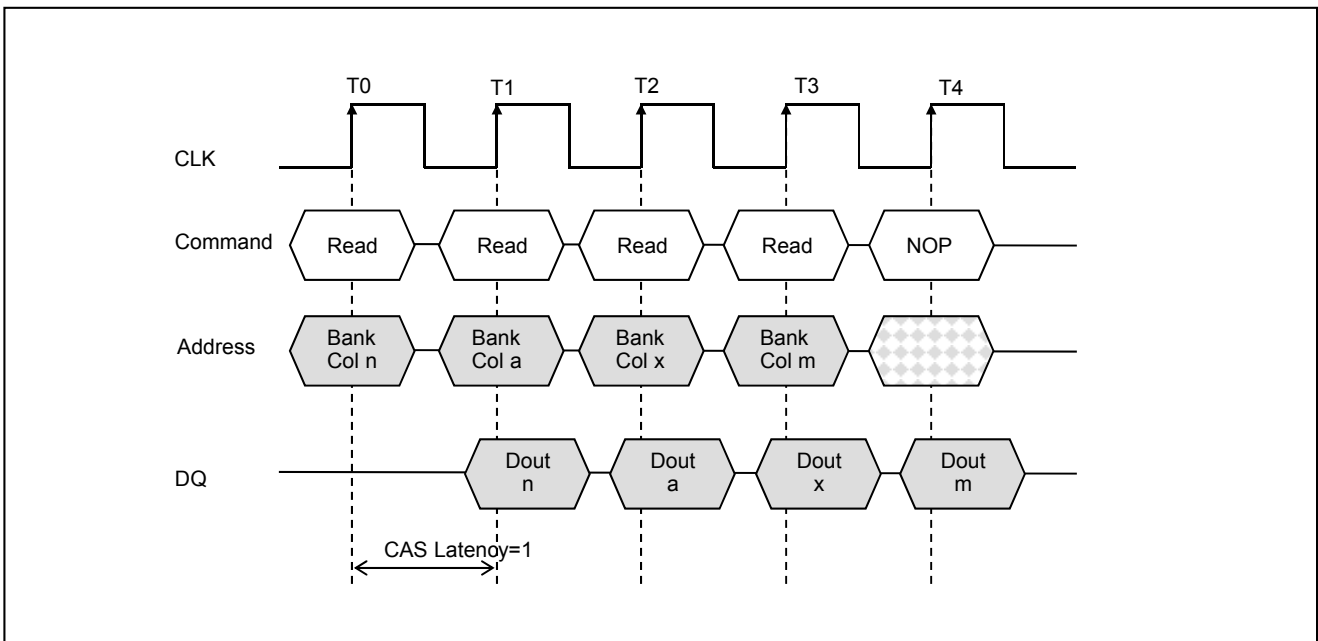 T0 T1 T2 T3 T4
CLK
Command Read Read Read Read NOP
Address Bank Col n Bank Col a Bank Col x Bank Col m
DQ Dout n Dout a Dout x Dout m
CAS Latency=1